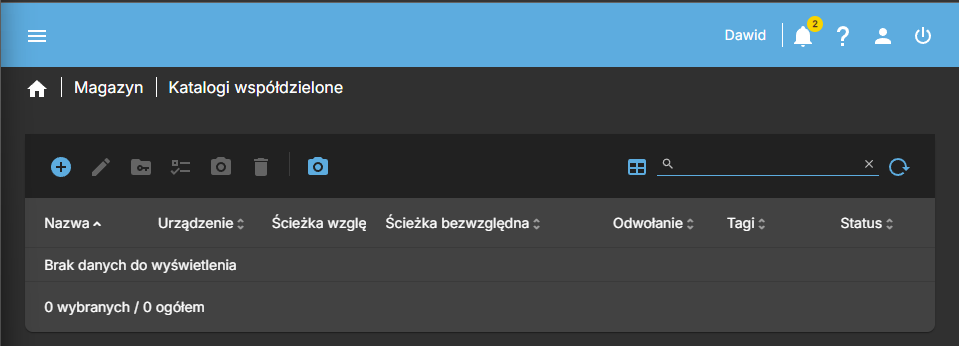 Dawid
2
?
Magazyn
Katalogi współdzielone
Nazwa Urządzenie Ścieżka wzglę Ścieżka bezwzględna Odwołanie Tagi Status
Brak danych do wyświetlenia
0 wybranych / 0 ogółem